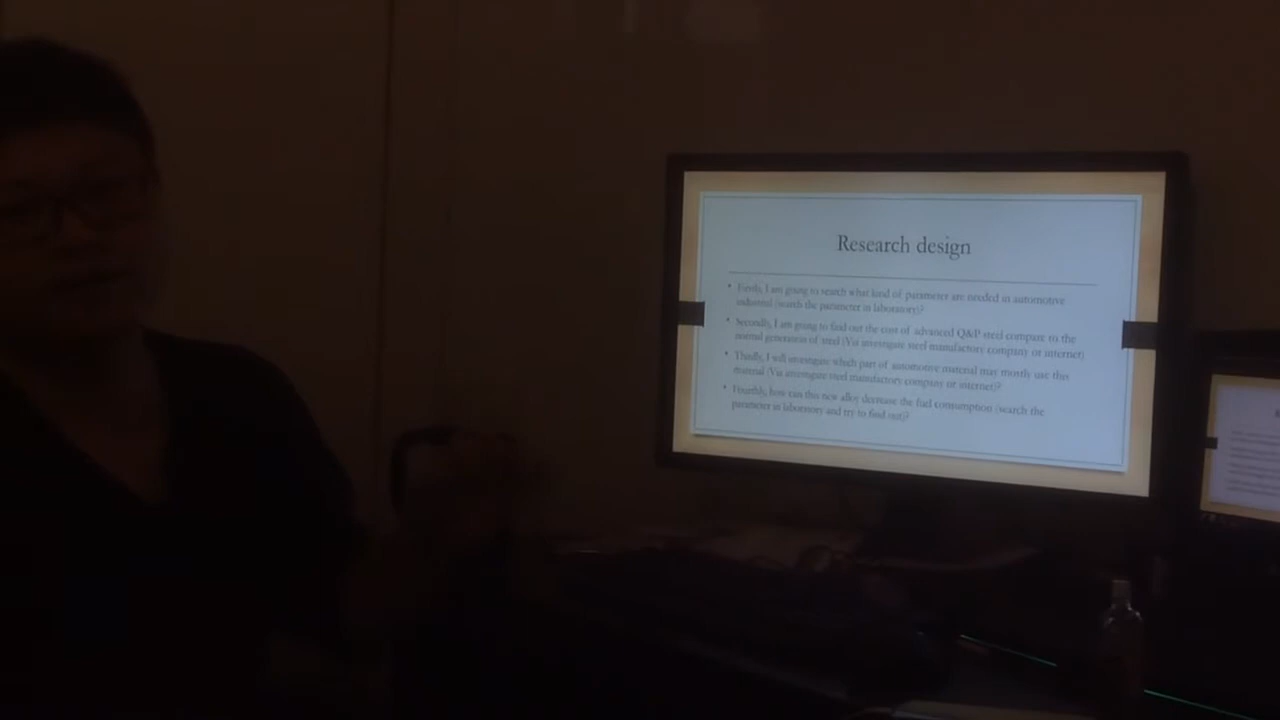 Research design
• Firstly, I am going to search what kind of parameter are needed in automotive
industrial (search the parameter in laboratory)?
• Secondly, I am going to find out the cost of advanced Q&P steel compare to the
normal generation of steel (Via investigate steel manufactory company or internet)
• Thirdly, I will investigate which part of automotive material may mostly use this
material (Via investigate steel manufactory company or internet)?
• Fourthly, how can this new alloy decrease the fuel consumption (search the
parameter in laboratory and try to find out)?